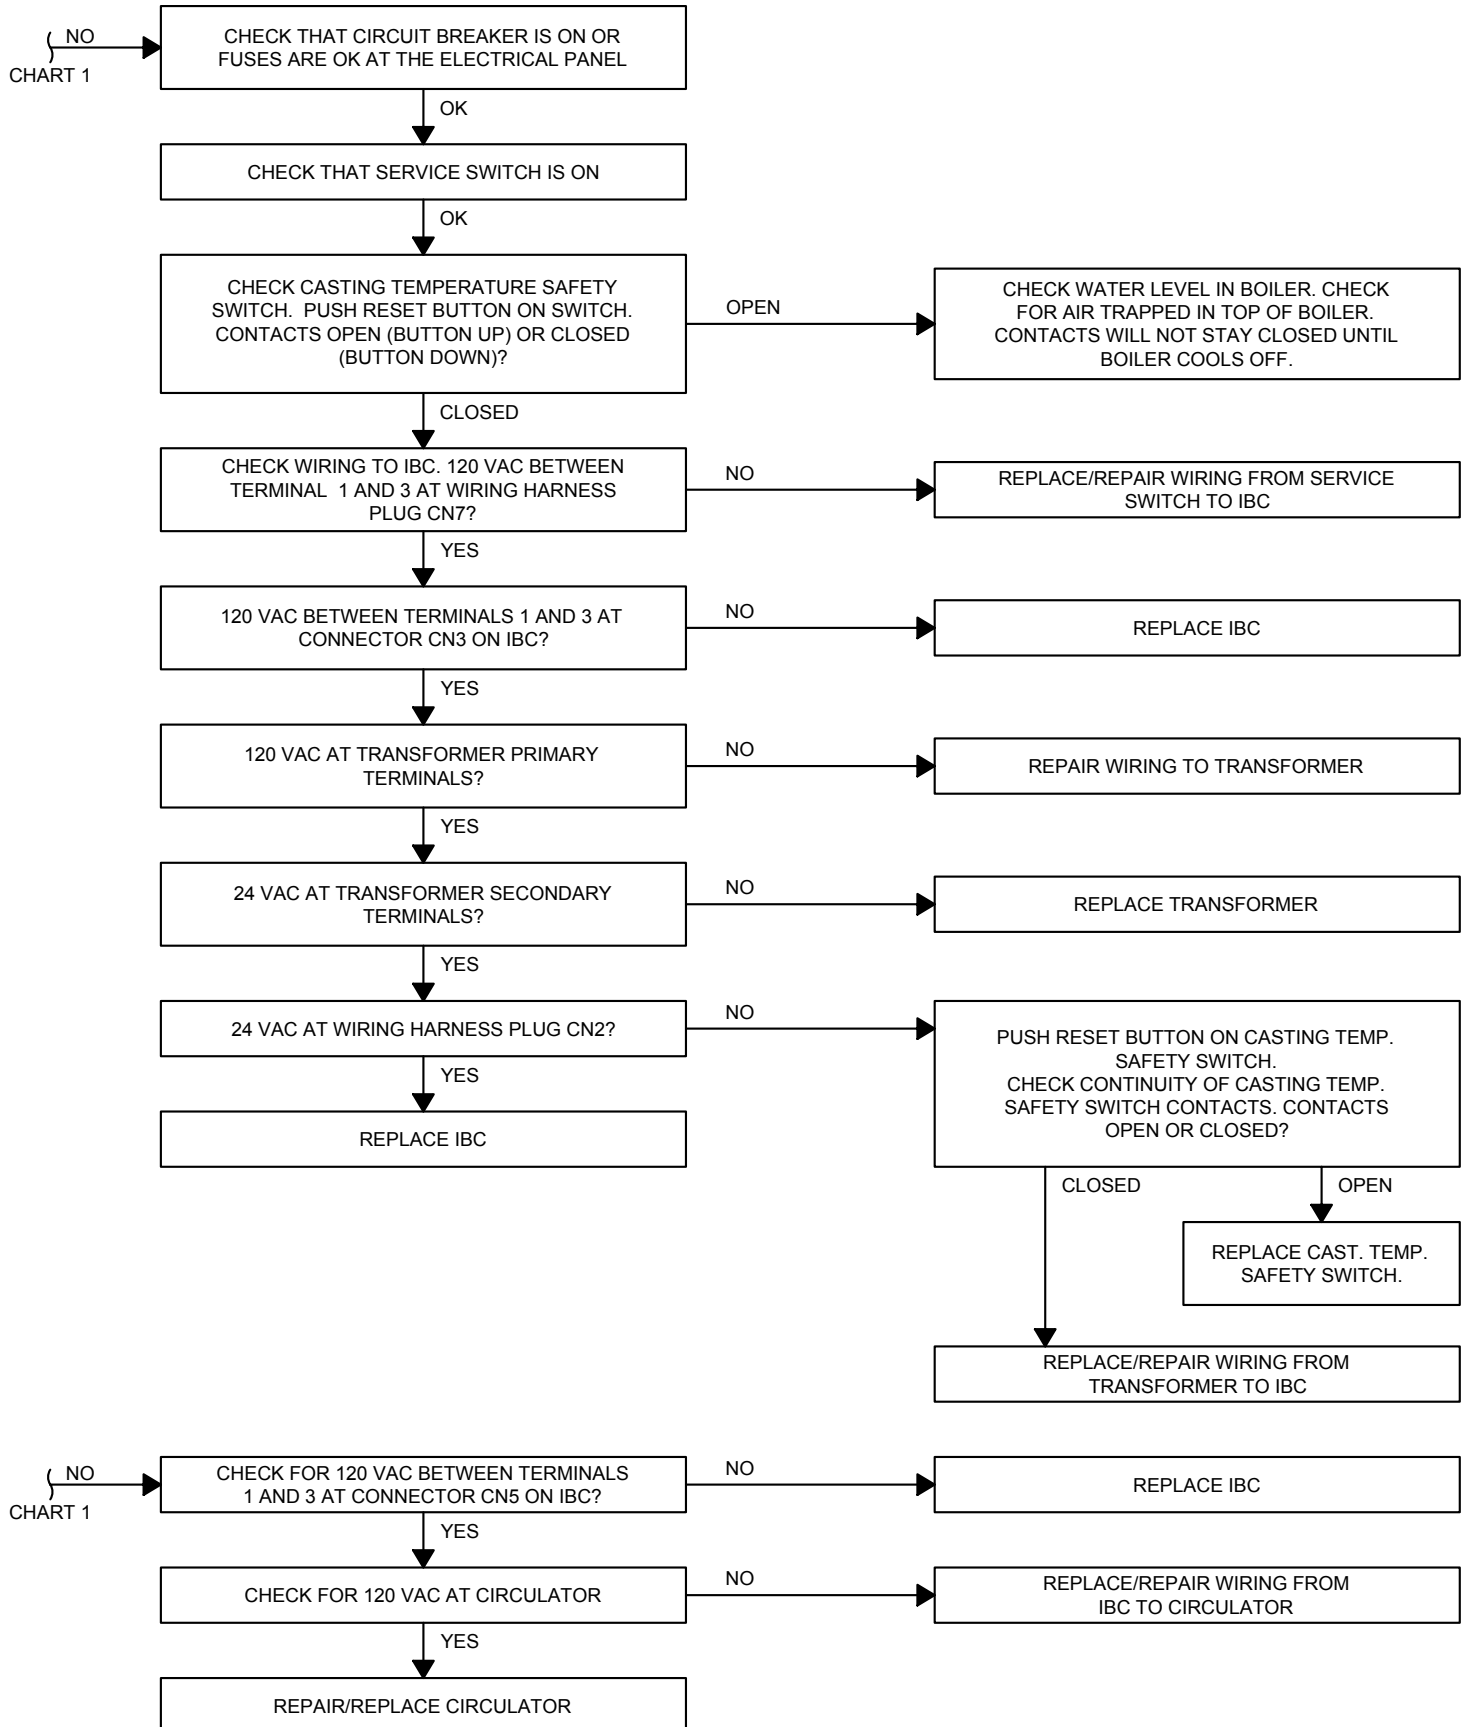 NO
CHART 1
CHECK THAT CIRCUIT BREAKER IS ON OR
FUSES ARE OK AT THE ELECTRICAL PANEL
OK
CHECK THAT SERVICE SWITCH IS ON
OK
CHECK CASTING TEMPERATURE SAFETY
SWITCH. PUSH RESET BUTTON ON SWITCH.
CONTACTS OPEN (BUTTON UP) OR CLOSED
(BUTTON DOWN)?
OPEN
CHECK WATER LEVEL IN BOILER. CHECK
FOR AIR TRAPPED IN TOP OF BOILER.
CONTACTS WILL NOT STAY CLOSED UNTIL
BOILER COOLS OFF.
CLOSED
CHECK WIRING TO IBC. 120 VAC BETWEEN
TERMINAL 1 AND 3 AT WIRING HARNESS
PLUG CN7?
NO
REPLACE/REPAIR WIRING FROM SERVICE
SWITCH TO IBC
YES
120 VAC BETWEEN TERMINALS 1 AND 3 AT
CONNECTOR CN3 ON IBC?
NO
REPLACE IBC
YES
120 VAC AT TRANSFORMER PRIMARY
TERMINALS?
NO
REPAIR WIRING TO TRANSFORMER
YES
24 VAC AT TRANSFORMER SECONDARY
TERMINALS?
NO
REPLACE TRANSFORMER
YES
24 VAC AT WIRING HARNESS PLUG CN2?
NO
PUSH RESET BUTTON ON CASTING TEMP.
SAFETY SWITCH.
CHECK CONTINUITY OF CASTING TEMP.
SAFETY SWITCH CONTACTS. CONTACTS
OPEN OR CLOSED?
YES
REPLACE IBC
CLOSED
OPEN
REPLACE CAST. TEMP.
SAFETY SWITCH.
REPLACE/REPAIR WIRING FROM
TRANSFORMER TO IBC
NO
CHART 1
CHECK FOR 120 VAC BETWEEN TERMINALS
1 AND 3 AT CONNECTOR CN5 ON IBC?
NO
REPLACE IBC
YES
CHECK FOR 120 VAC AT CIRCULATOR
NO
REPLACE/REPAIR WIRING FROM
IBC TO CIRCULATOR
YES
REPAIR/REPLACE CIRCULATOR